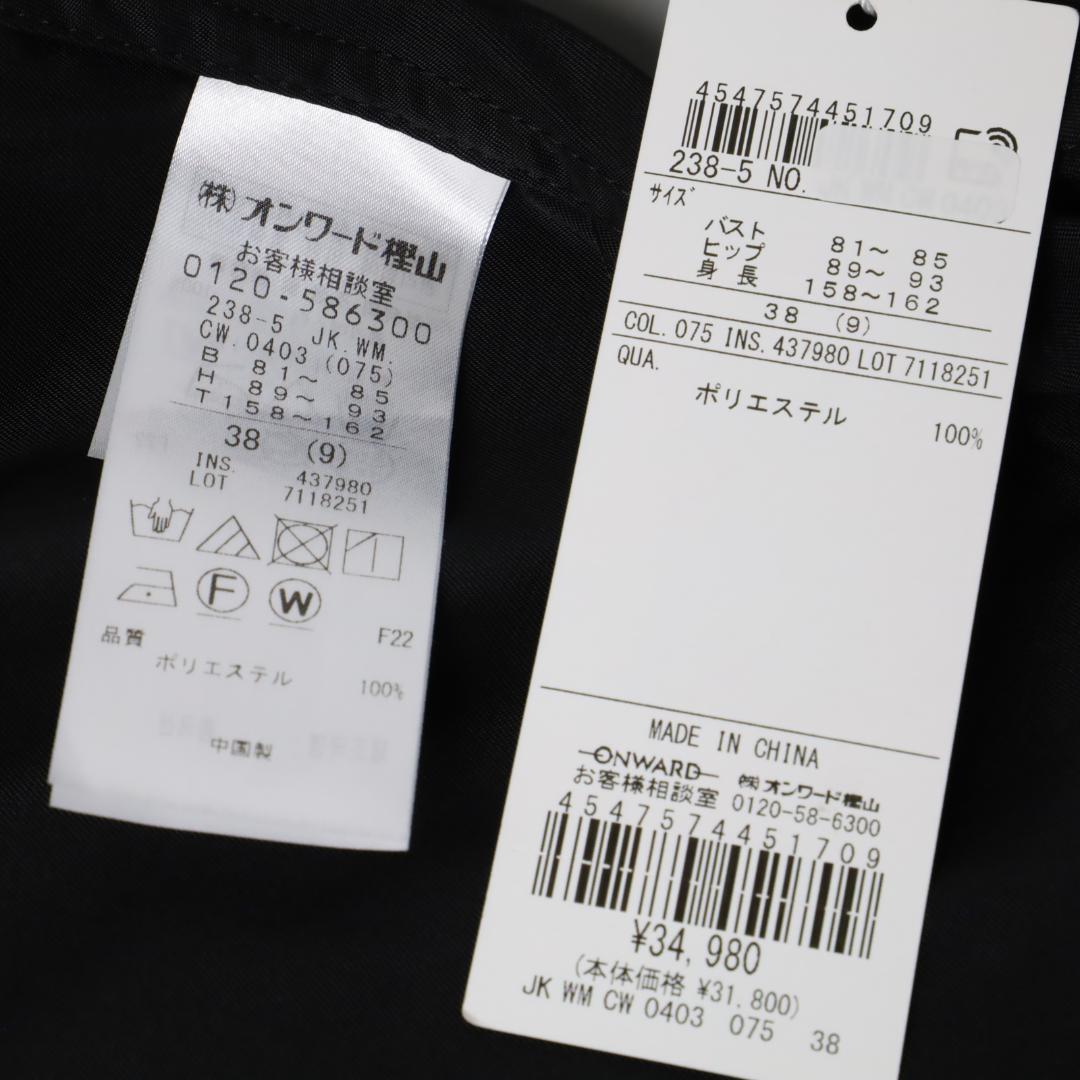 (株)オンワード樫山
お客様相談室
0120-586300
238-5 JK.WM.
CW.0403 (075)
B 81～ 85
H 89～ 93
T158～162
38 (9)
INS. 437980
LOT 7118251
F W
F22
品質
ポリエステル 100%
中国製
4547574451709
238-5 NO.
サイズ
バスト 81～ 85
ヒップ 89～ 93
身長 158～162
38 (9)
COL. 075 INS. 437980 LOT 7118251
QUA.
ポリエステル 100%
MADE IN CHINA
ONWARD ㈱オンワード樫山
お客様相談室 0120-58-6300
4547574451709
¥34,980
(本体価格 ¥31.800)
JK WM CW 0403 075 38